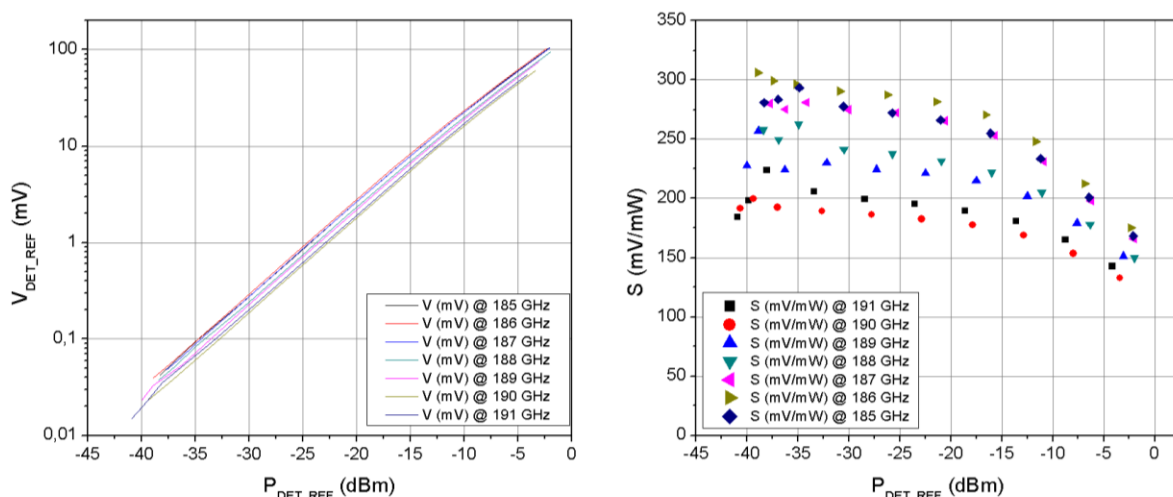 100
10
1
0,1
0,01
V_DET_REF (mV)
V (mV) @ 185 GHz
V (mV) @ 186 GHz
V (mV) @ 187 GHz
V (mV) @ 188 GHz
V (mV) @ 189 GHz
V (mV) @ 190 GHz
V (mV) @ 191 GHz
-45 -40 -35 -30 -25 -20 -15 -10 -5 0
P_DET_REF (dBm)
350
300
250
200
150
100
50
0
S (mV/mW)
S (mV/mW) @ 191 GHz
S (mV/mW) @ 190 GHz
S (mV/mW) @ 189 GHz
S (mV/mW) @ 188 GHz
S (mV/mW) @ 187 GHz
S (mV/mW) @ 186 GHz
S (mV/mW) @ 185 GHz
-45 -40 -35 -30 -25 -20 -15 -10 -5 0
P_DET_REF (dBm)